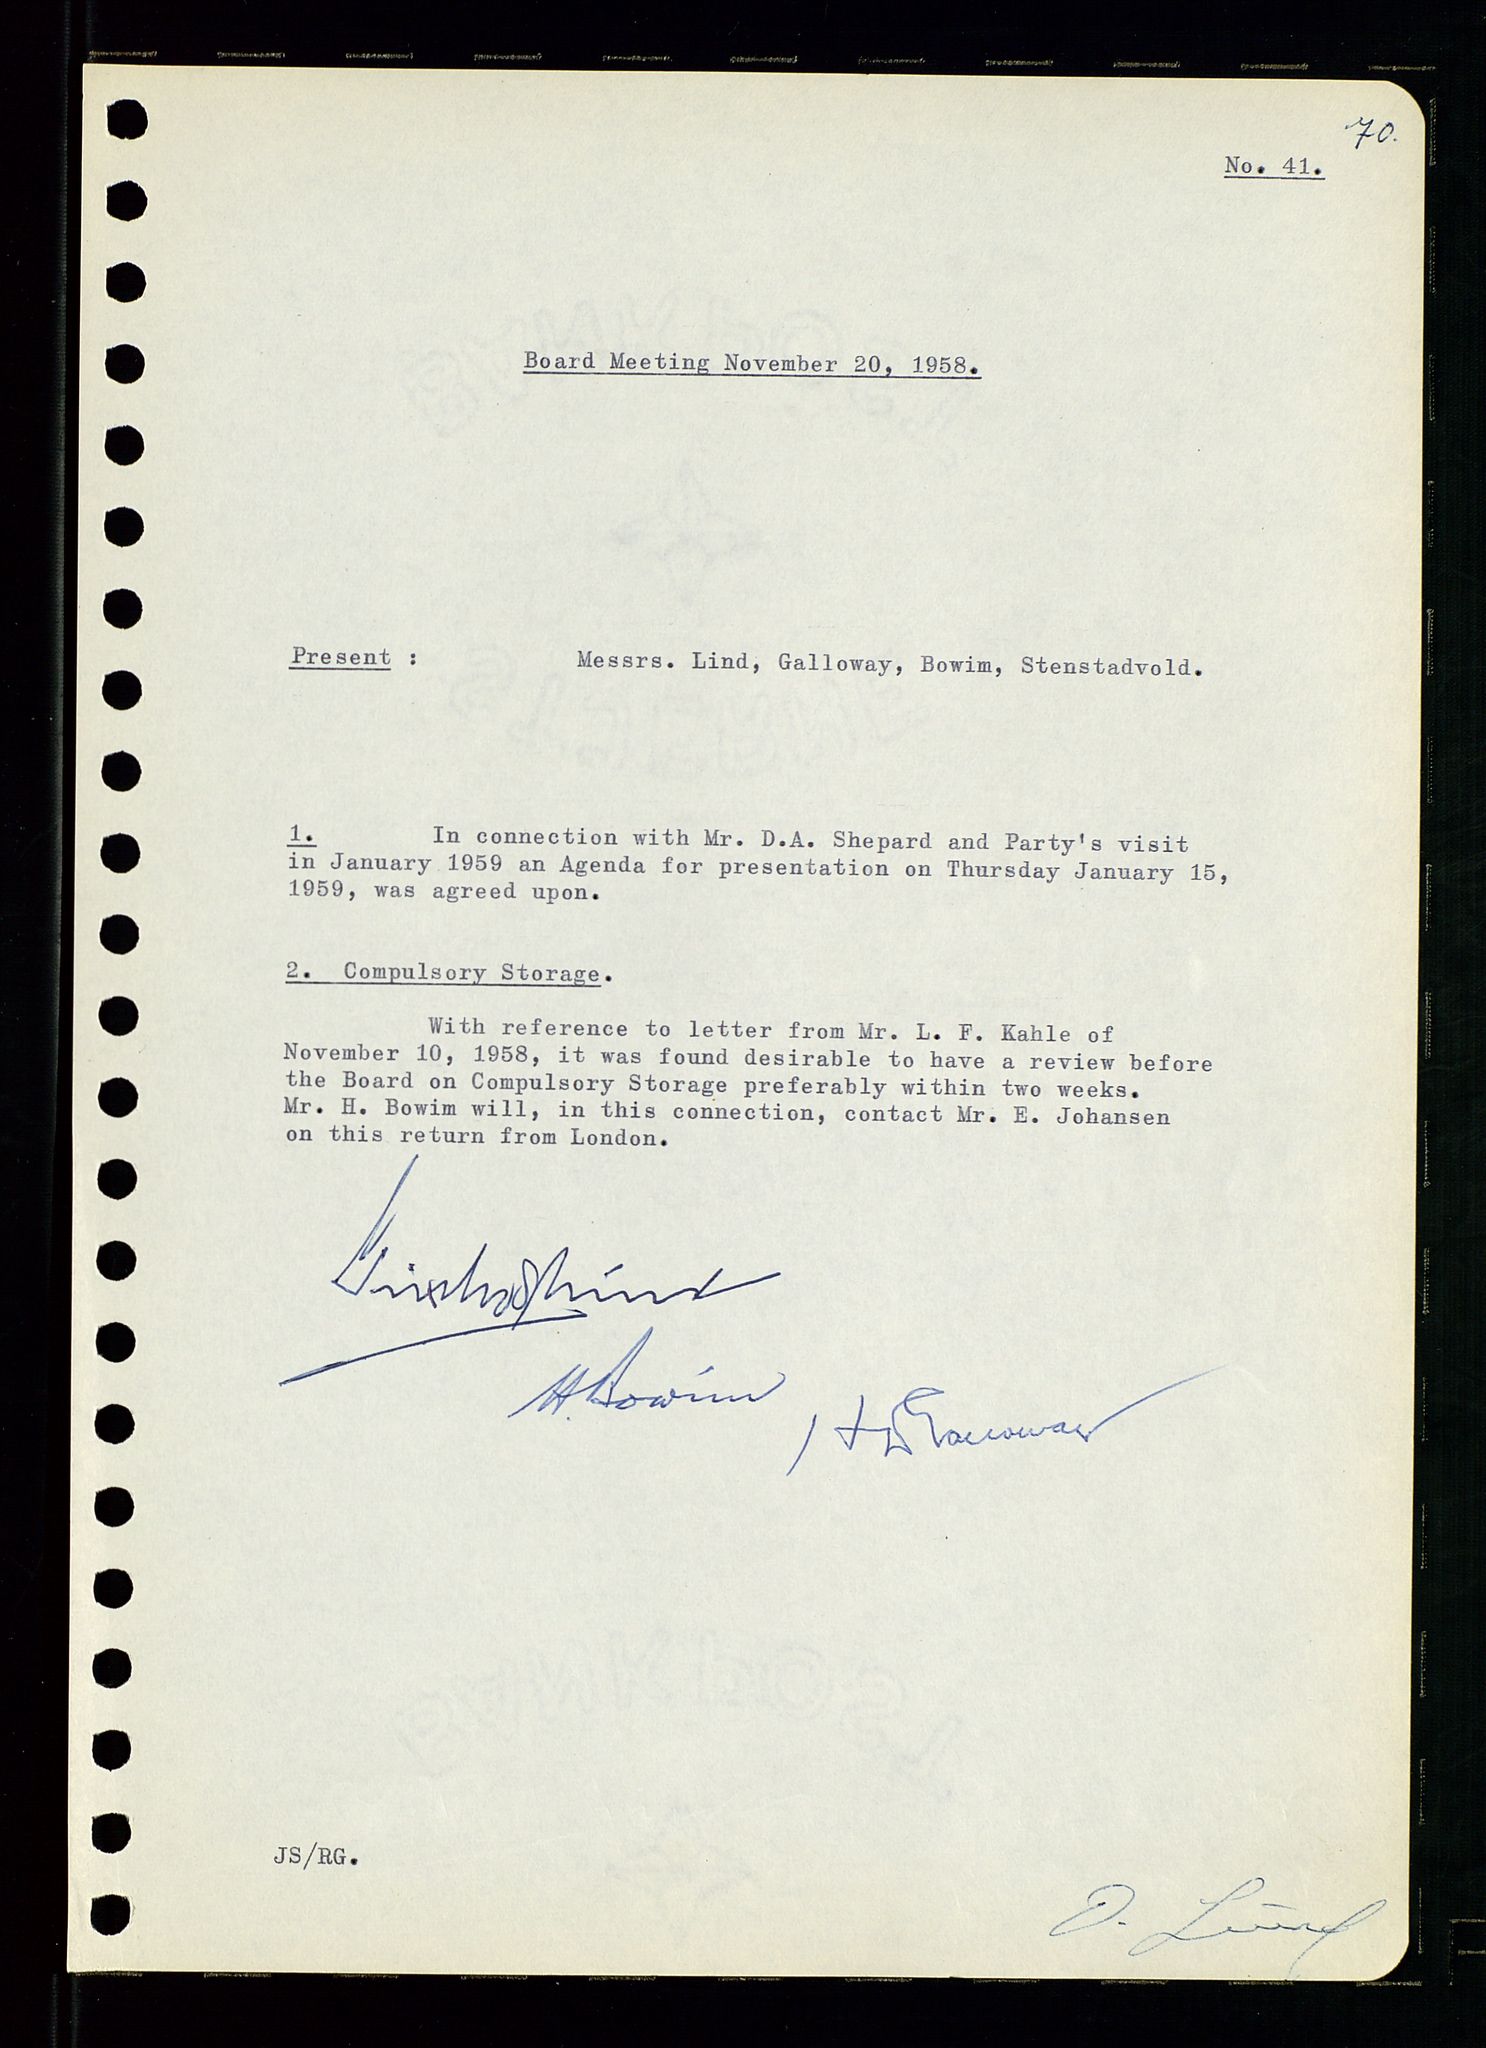 70.
No. 41.
Board Meeting November 20, 1958.
Present : Messrs. Lind, Galloway, Bowim, Stenstadvold.
1. In connection with Mr. D.A. Shepard and Party's visit
in January 1959 an Agenda for presentation on Thursday January 15,
1959, was agreed upon.
2. Compulsory Storage.
With reference to letter from Mr. L. F. Kahle of
November 10, 1958, it was found desirable to have a review before
the Board on Compulsory Storage preferably within two weeks.
Mr. H. Bowim will, in this connection, contact Mr. E. Johansen
on this return from London.
H. Bowim
JS/RG.